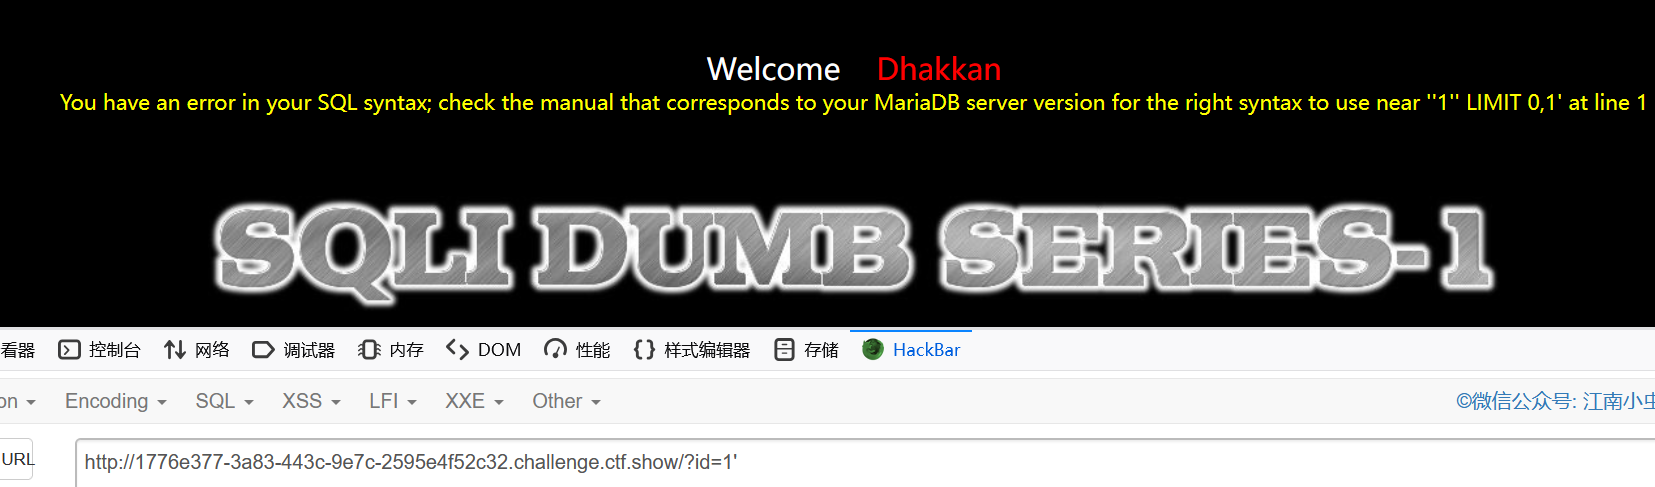 Welcome Dhakkan
You have an error in your SQL syntax; check the manual that corresponds to your MariaDB server version for the right syntax to use near ''1'' LIMIT 0,1' at line 1
SQLI DUMB SERIES-1
看器 控制台 网络 调试器 内存 DOM 性能 样式编辑器 存储 HackBar
on Encoding SQL XSS LFI XXE Other ©微信公众号: 江南小虫
URL http://1776e377-3a83-443c-9e7c-2595e4f52c32.challenge.ctf.show/?id=1'